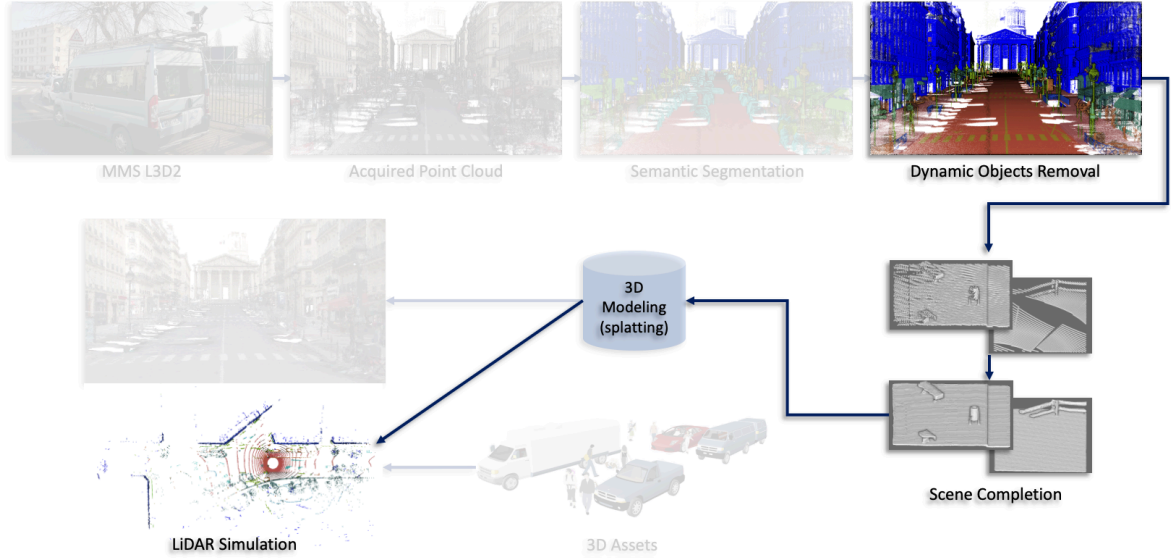 MMS L3D2
Acquired Point Cloud
Semantic Segmentation
Dynamic Objects Removal
3D
Modeling
(splatting)
Scene Completion
LiDAR Simulation
3D Assets